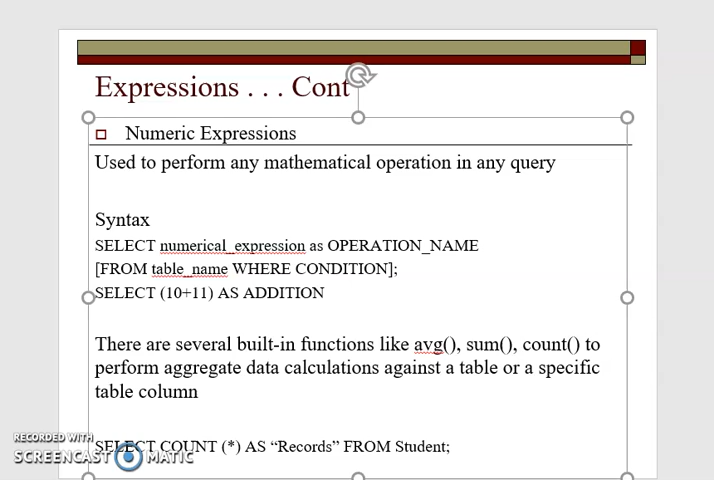 Expressions . . . Cont
Numeric Expressions
Used to perform any mathematical operation in any query
Syntax
SELECT numerical_expression as OPERATION_NAME
[FROM table_name WHERE CONDITION];
SELECT (10+11) AS ADDITION
There are several built-in functions like avg(), sum(), count() to
perform aggregate data calculations against a table or a specific
table column
SELECT COUNT (*) AS “Records” FROM Student;
RECORDED WITH
SCREENCAST MATIC